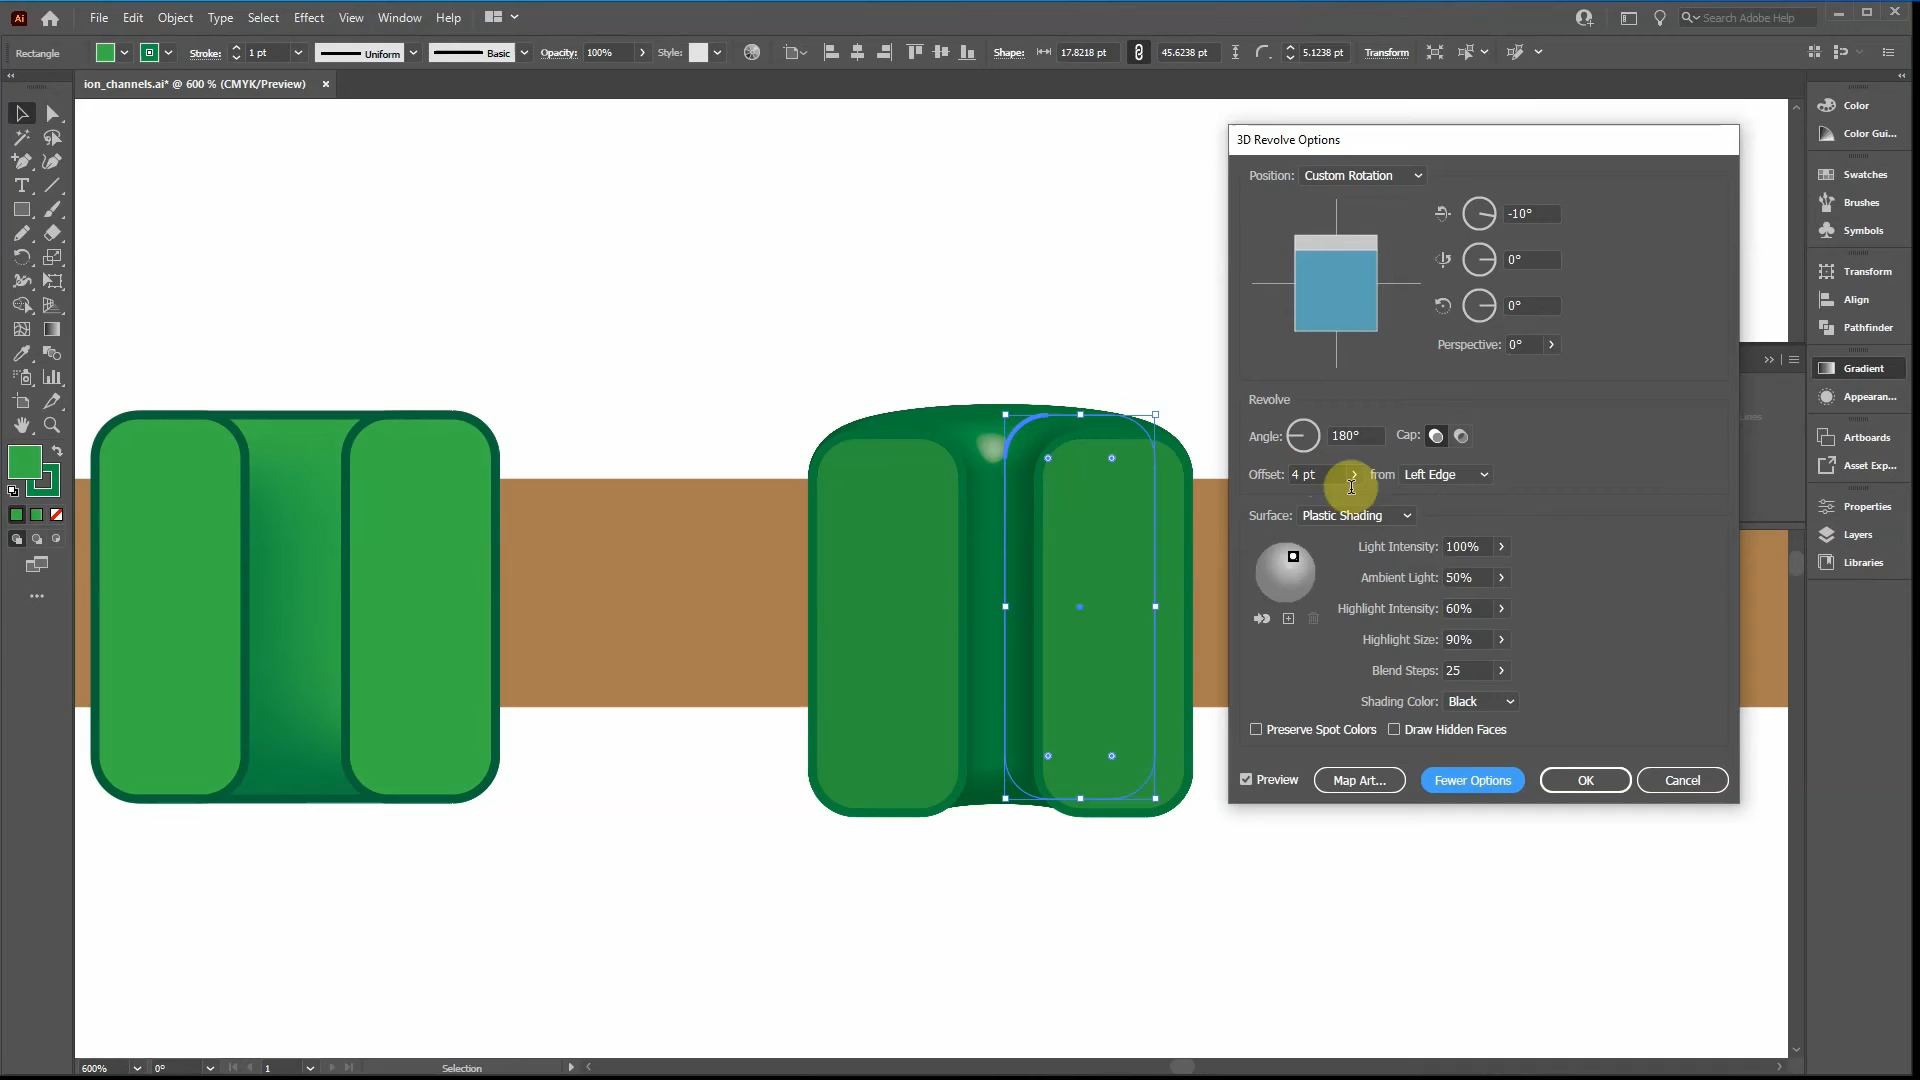 Ai File Edit Object Type Select Effect View Window Help Search Adobe Help
Rectangle Stroke: 1 pt Uniform Basic Opacity: 100% Style: Shape: 17.8218 pt 45.6238 pt 5.1238 pt Transform
ion_channels.ai* @ 600 % (CMYK/Preview)
3D Revolve Options
Position: Custom Rotation
-10°
0°
0°
Perspective: 0°
Revolve
Angle: 180° Cap:
Offset: 4 pt from Left Edge
Surface: Plastic Shading
Light Intensity: 100%
Ambient Light: 50%
Highlight Intensity: 60%
Highlight Size: 90%
Blend Steps: 25
Shading Color: Black
Preserve Spot Colors Draw Hidden Faces
Preview Map Art... Fewer Options OK Cancel
Color
Color Gui...
Swatches
Brushes
Symbols
Transform
Align
Pathfinder
Gradient
Appearan...
Artboards
Asset Exp...
Properties
Layers
Libraries
600% 0° 1 Selection